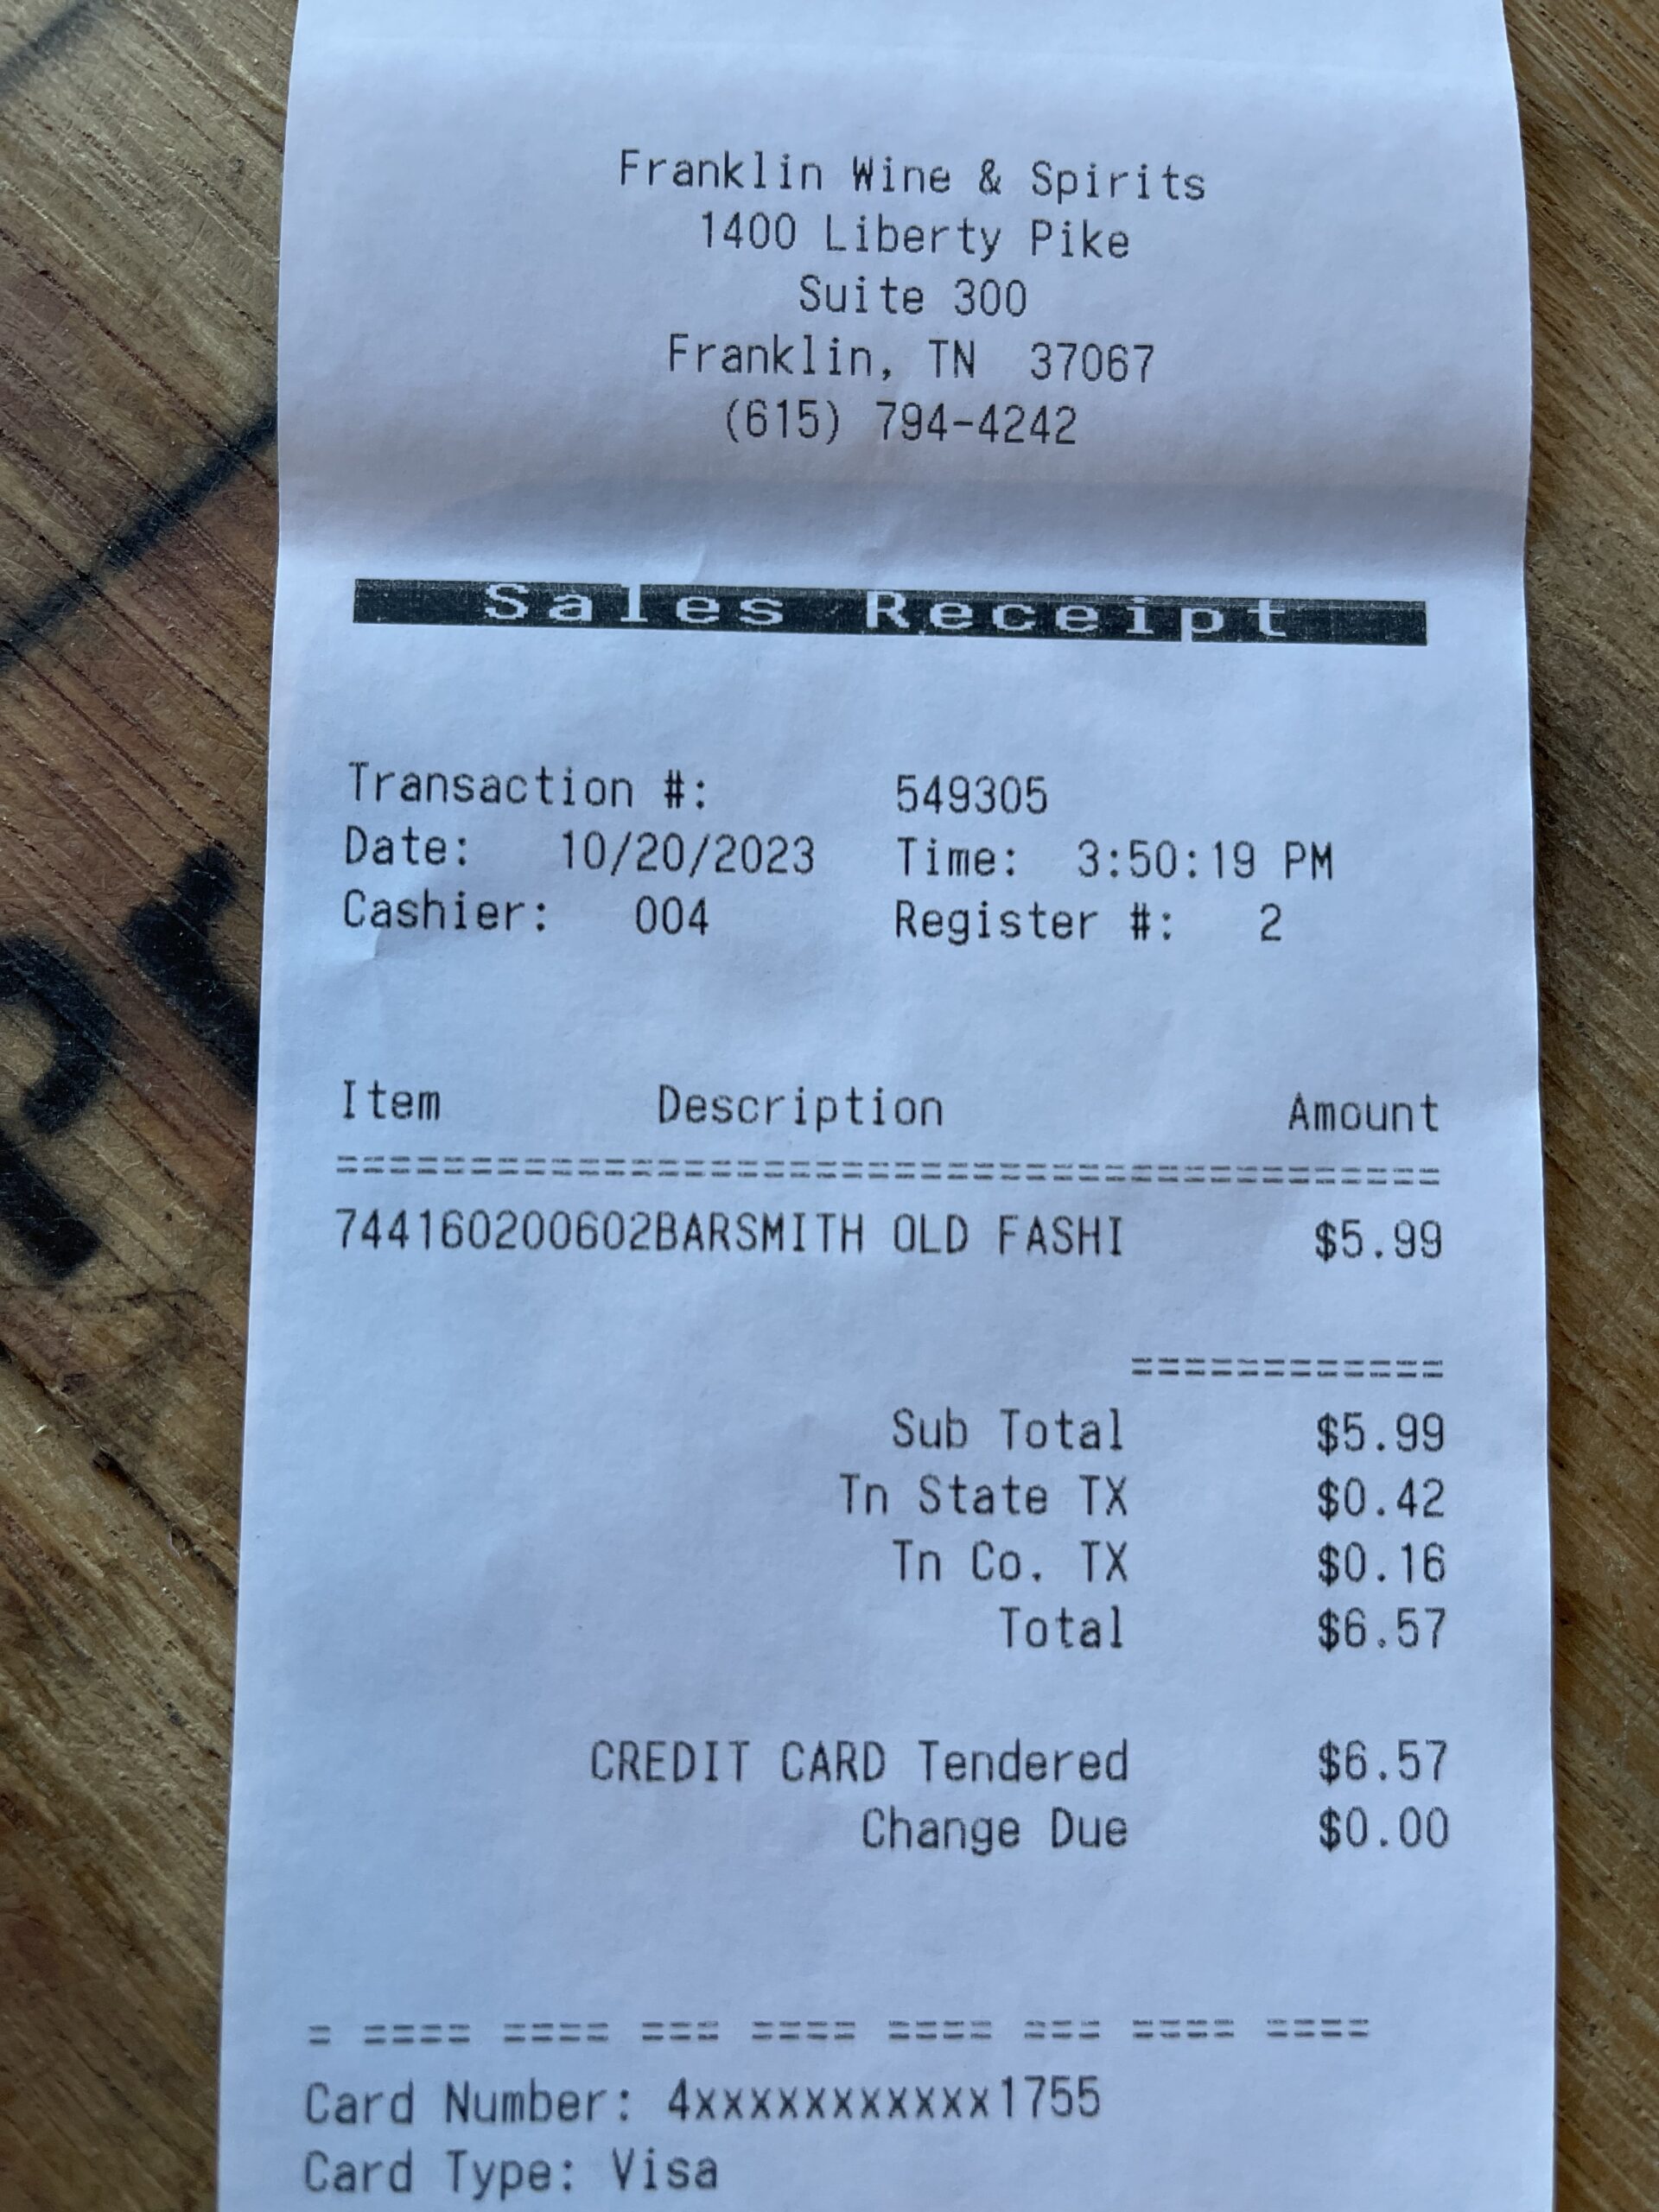 Franklin Wine & Spirits
1400 Liberty Pike
Suite 300
Franklin, TN 37067
(615) 794-4242
Sales Receipt
Transaction #: 549305
Date: 10/20/2023 Time: 3:50:19 PM
Cashier: 004 Register #: 2
Item Description Amount
744160200602BARSMITH OLD FASHI $5.99
Sub Total $5.99
Tn State TX $0.42
Tn Co. TX $0.16
Total $6.57
CREDIT CARD Tendered $6.57
Change Due $0.00
Card Number: 4xxxxxxxxxxx1755
Card Type: Visa